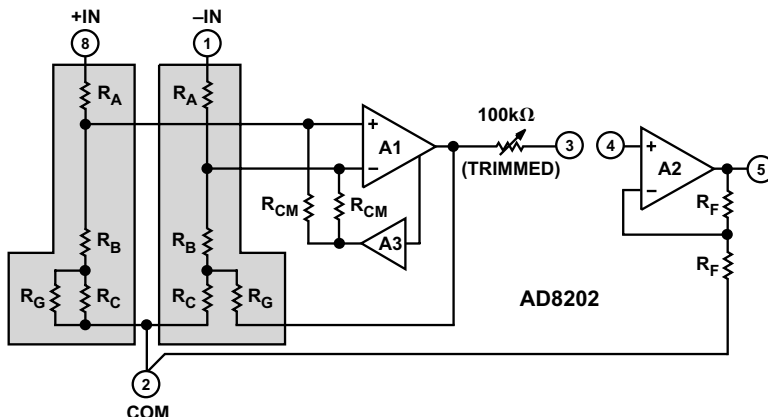 +IN
–IN
8
1
RA
RA
100kΩ
3
4
+
A1
–
+
A2
–
5
(TRIMMED)
RCM
RCM
RF
A3
RB
RB
RF
RG
RC
RC
RG
AD8202
2
COM